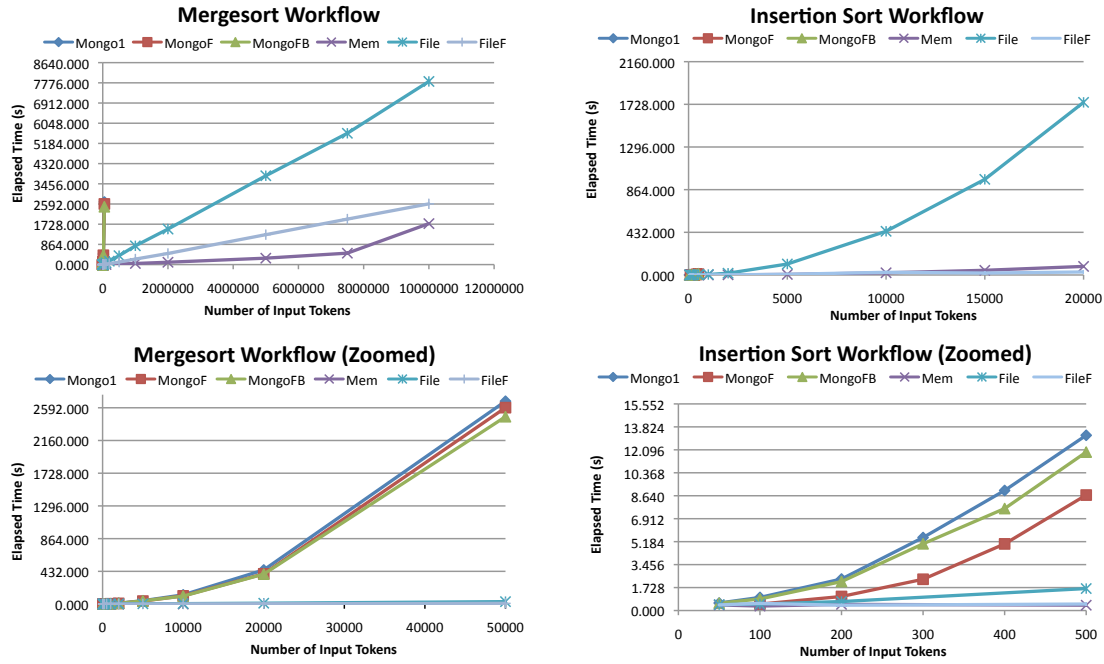 Mergesort Workflow
Mongo1 MongoF MongoFB Mem File FileF
8640.000
7776.000
6912.000
6048.000
5184.000
4320.000
3456.000
2592.000
1728.000
864.000
0.000
Elapsed Time (s)
0 2000000 4000000 6000000 8000000 10000000 12000000
Number of Input Tokens
Insertion Sort Workflow
Mongo1 MongoF MongoFB Mem File FileF
2160.000
1728.000
1296.000
864.000
432.000
0.000
Elapsed Time (s)
0 5000 10000 15000 20000
Number of Input Tokens
Mergesort Workflow (Zoomed)
Mongo1 MongoF MongoFB Mem File FileF
2592.000
2160.000
1728.000
1296.000
864.000
432.000
0.000
Elapsed Time (s)
0 10000 20000 30000 40000 50000
Number of Input Tokens
Insertion Sort Workflow (Zoomed)
Mongo1 MongoF MongoFB Mem File FileF
15.552
13.824
12.096
10.368
8.640
6.912
5.184
3.456
1.728
0.000
Elapsed Time (s)
0 100 200 300 400 500
Number of Input Tokens